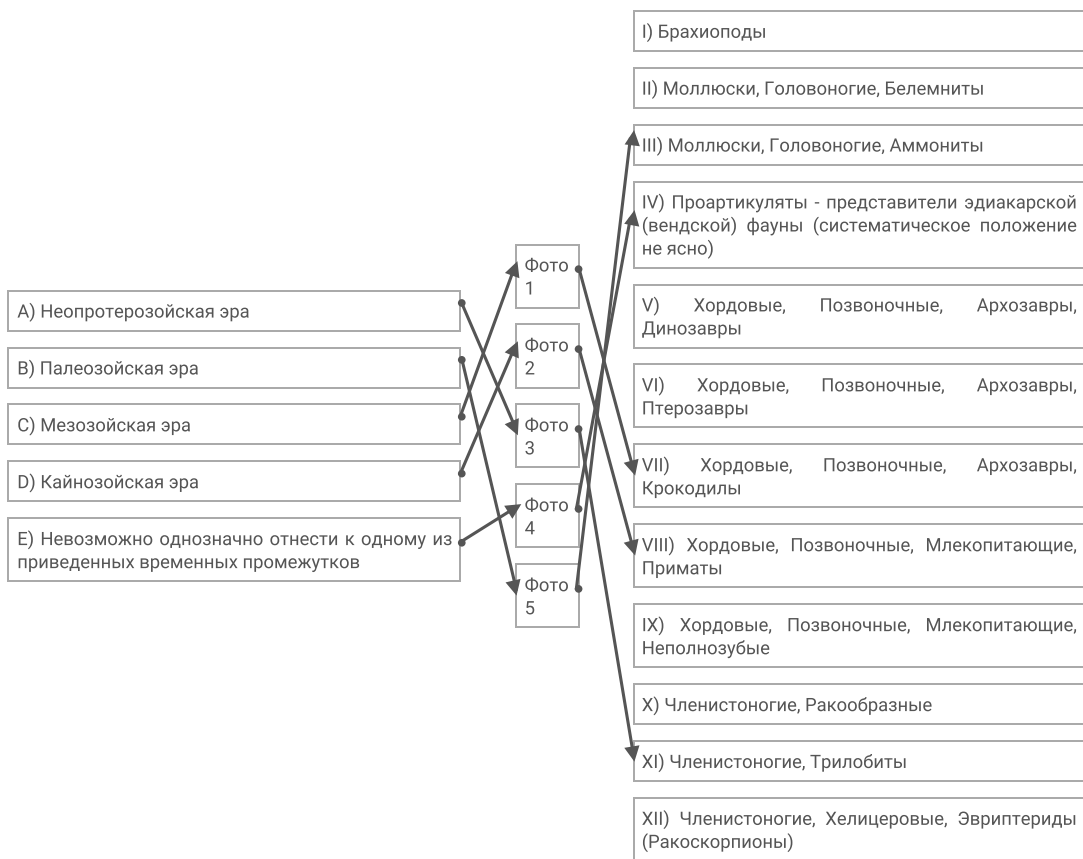 I) Брахиоподы
II) Моллюски, Головоногие, Белемниты
III) Моллюски, Головоногие, Аммониты
IV) Проартикуляты - представители эдиакарской
(вендской) фауны (систематическое положение
не ясно)
V) Хордовые, Позвоночные, Архозавры,
Динозавры
VI) Хордовые, Позвоночные, Архозавры,
Птерозавры
VII) Хордовые, Позвоночные, Архозавры,
Крокодилы
VIII) Хордовые, Позвоночные, Млекопитающие,
Приматы
IX) Хордовые, Позвоночные, Млекопитающие,
Неполнозубые
X) Членистоногие, Ракообразные
XI) Членистоногие, Трилобиты
XII) Членистоногие, Хелицеровые, Эвриптериды
(Ракоскорпионы)
Фото
1
Фото
2
Фото
3
Фото
4
Фото
5
A) Неопротерозойская эра
B) Палеозойская эра
C) Мезозойская эра
D) Кайнозойская эра
E) Невозможно однозначно отнести к одному из
приведенных временных промежутков